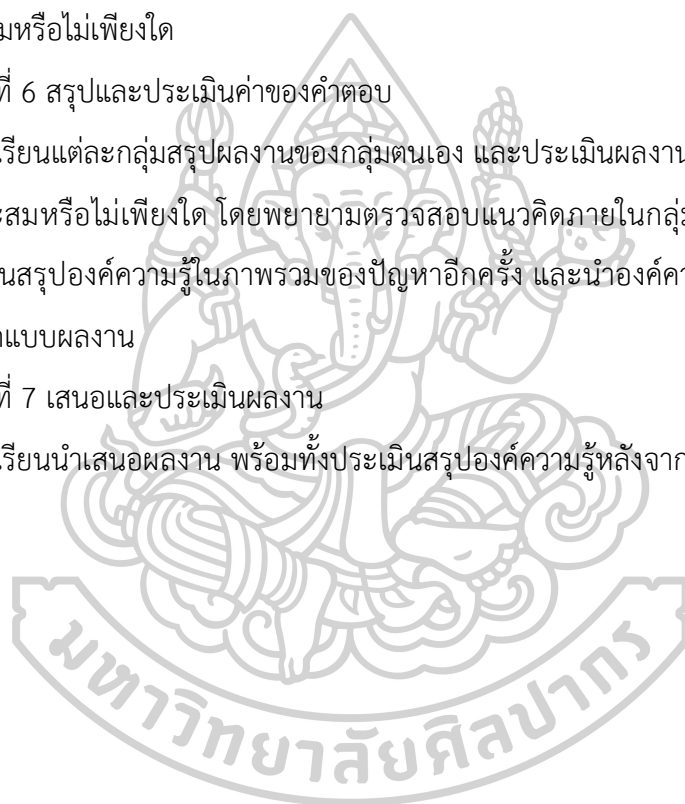 มหรือไม่เพียงใด
ที่ 6 สรุปและประเมินค่าของคำตอบ
เรียนแต่ละกลุ่มสรุปผลงานของกลุ่มตนเอง และประเมินผลงาน
ะสมหรือไม่เพียงใด โดยพยายามตรวจสอบแนวคิดภายในกลุ่ม
นสรุปองค์ความรู้ในภาพรวมของปัญหาอีกครั้ง และนำองค์คว
แบบผลงาน
ที่ 7 เสนอและประเมินผลงาน
เรียนนำเสนอผลงาน พร้อมทั้งประเมินสรุปองค์ความรู้หลังจาก
มหาวิทยาลัยศิลปากร